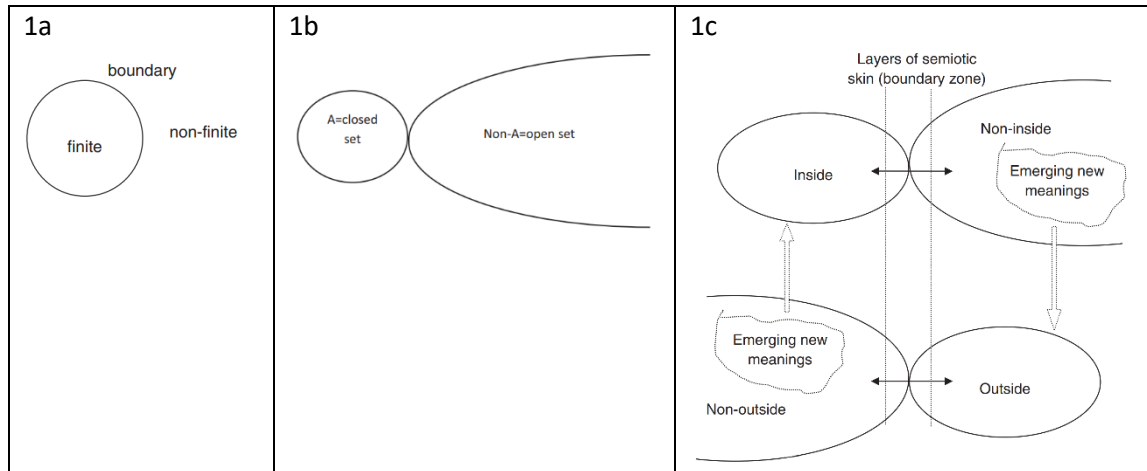 1a
boundary
finite
non-finite
1b
A=closed
set
Non-A=open set
1c
Layers of semiotic
skin (boundary zone)
Inside
Non-inside
Emerging new
meanings
Emerging new
meanings
Non-outside
Outside